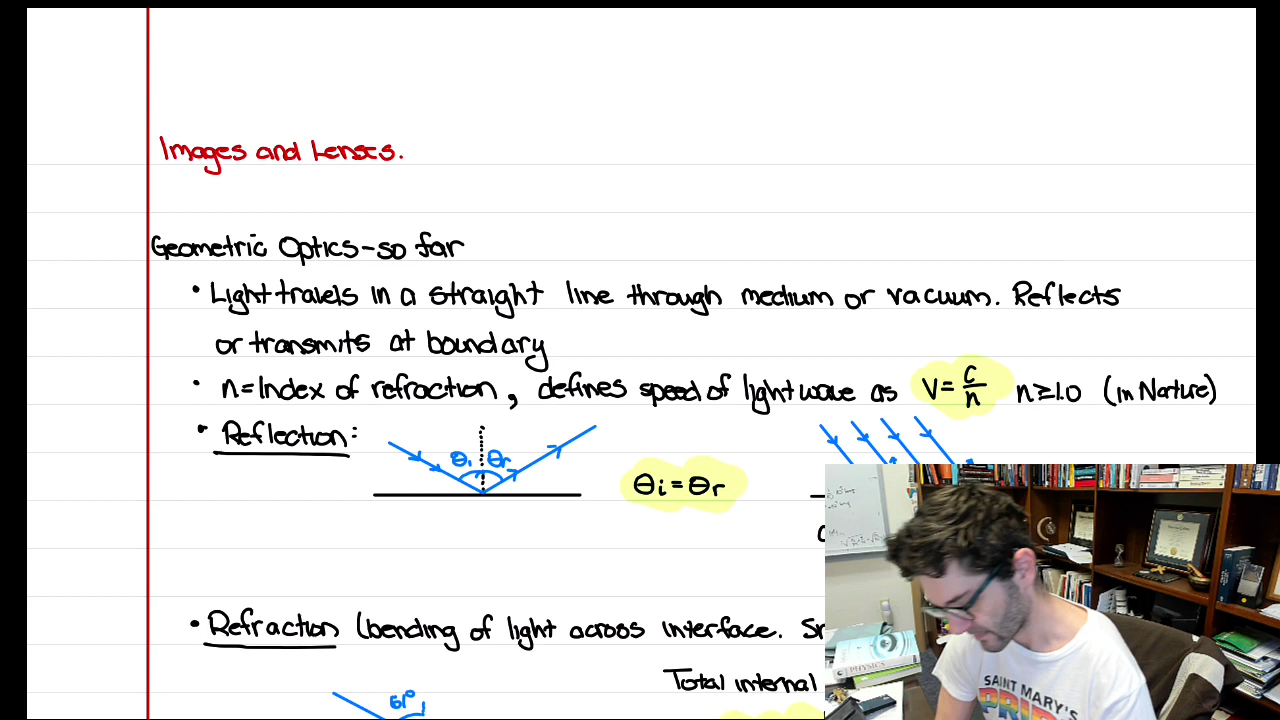 Images and Lenses.
Geometric Optics - so far
• Light travels in a straight line through medium or vacuum. Reflects
or transmits at boundary
• n = Index of refraction, defines speed of light wave as V = c/n n ≥ 1.0 (in Nature)
• Reflection:
θi θr
θi = θr
• Refraction (bending of light across interface.
Total internal
PHYSICS
SAINT MARY'S
PRIDE